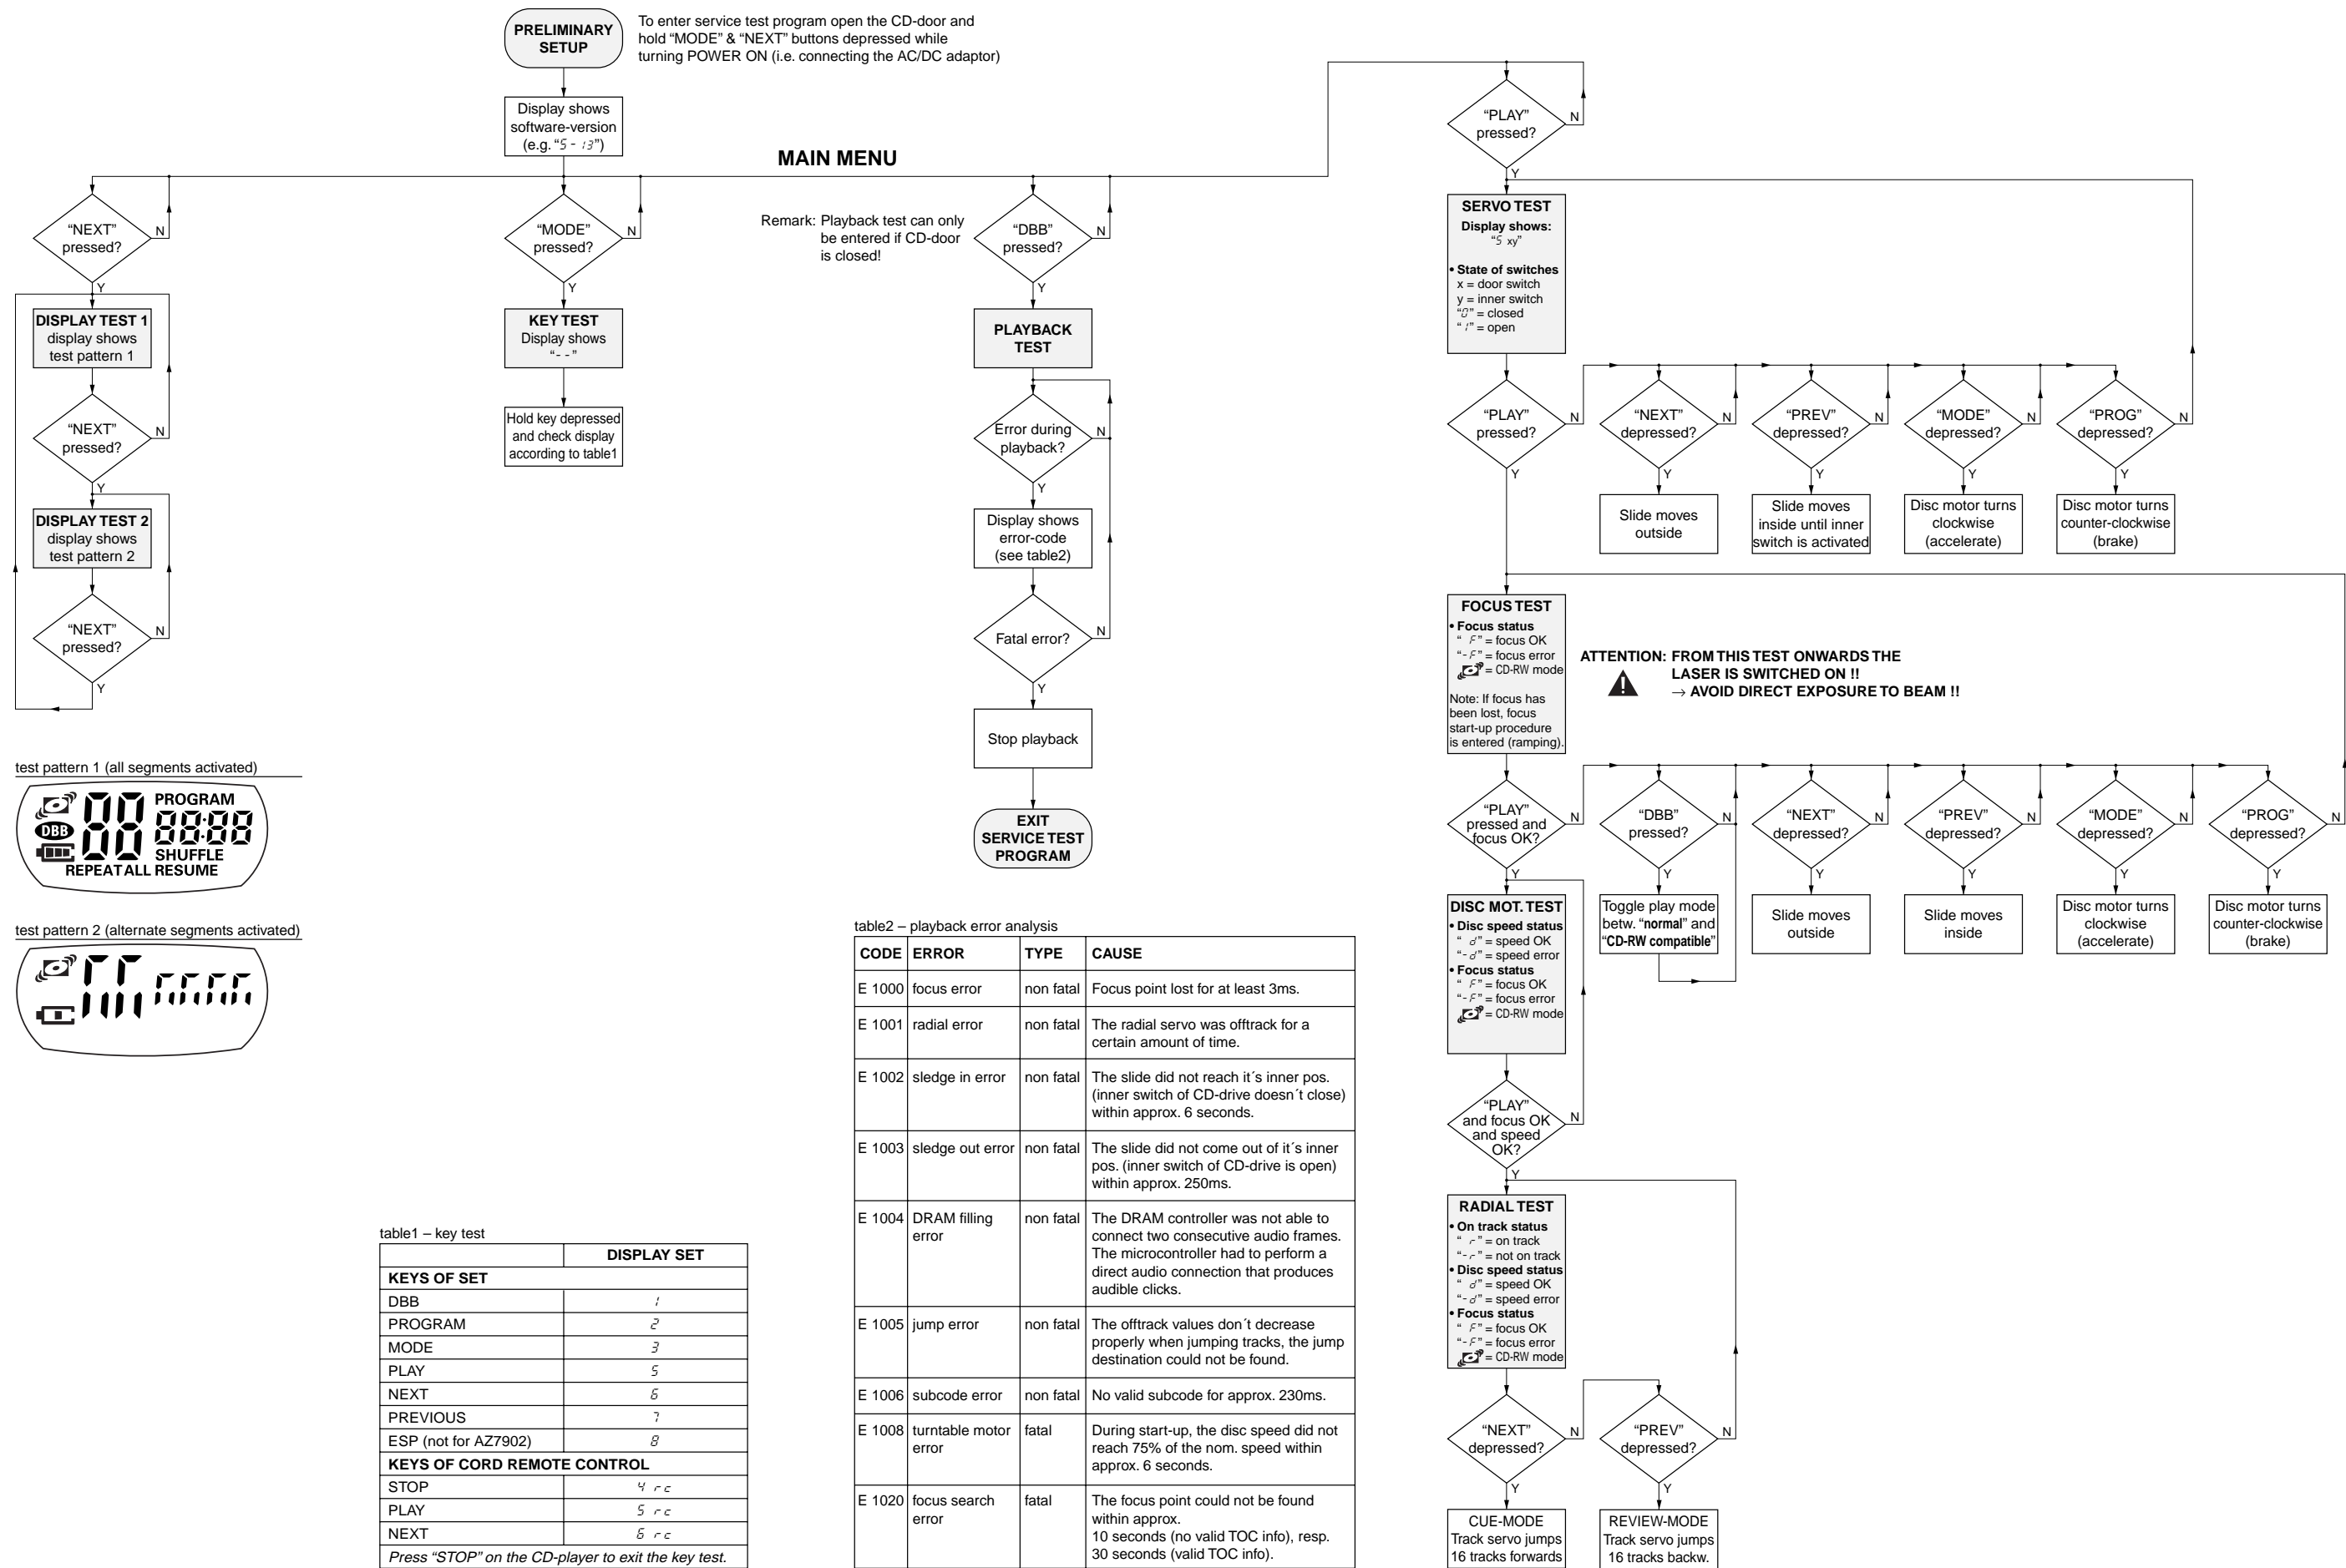 PRELIMINARY
SETUP
To enter service test program open the CD-door and
hold “MODE” & “NEXT” buttons depressed while
turning POWER ON (i.e. connecting the AC/DC adaptor)
Display shows
software-version
(e.g. “5 - 13”)
MAIN MENU
“NEXT”
pressed?
N
Y
DISPLAY TEST 1
display shows
test pattern 1
“NEXT”
pressed?
N
Y
DISPLAY TEST 2
display shows
test pattern 2
“NEXT”
pressed?
N
Y
test pattern 1 (all segments activated)
88
PROGRAM
88:88
DBB
SHUFFLE
REPEAT ALL RESUME
test pattern 2 (alternate segments activated)
“MODE”
pressed?
N
Y
KEY TEST
Display shows
“- -”
Hold key depressed
and check display
according to table1
Remark: Playback test can only
be entered if CD-door
is closed!
“DBB”
pressed?
N
Y
PLAYBACK
TEST
Error during
playback?
N
Y
Display shows
error-code
(see table2)
Fatal error?
N
Y
Stop playback
EXIT
SERVICE TEST
PROGRAM
table1 – key test
DISPLAY SET
KEYS OF SET
DBB 1
PROGRAM 2
MODE 3
PLAY 5
NEXT 6
PREVIOUS 7
ESP (not for AZ7902) 8
KEYS OF CORD REMOTE CONTROL
STOP 4 rc
PLAY 5 rc
NEXT 6 rc
Press “STOP” on the CD-player to exit the key test.
table2 – playback error analysis
CODE ERROR TYPE CAUSE
E 1000 focus error non fatal Focus point lost for at least 3ms.
E 1001 radial error non fatal The radial servo was offtrack for a
certain amount of time.
E 1002 sledge in error non fatal The slide did not reach it´s inner pos.
(inner switch of CD-drive doesn´t close)
within approx. 6 seconds.
E 1003 sledge out error non fatal The slide did not come out of it´s inner
pos. (inner switch of CD-drive is open)
within approx. 250ms.
E 1004 DRAM filling non fatal The DRAM controller was not able to
error connect two consecutive audio frames.
The microcontroller had to perform a
direct audio connection that produces
audible clicks.
E 1005 jump error non fatal The offtrack values don´t decrease
properly when jumping tracks, the jump
destination could not be found.
E 1006 subcode error non fatal No valid subcode for approx. 230ms.
E 1008 turntable motor fatal During start-up, the disc speed did not
error reach 75% of the nom. speed within
approx. 6 seconds.
E 1020 focus search fatal The focus point could not be found
error within approx.
10 seconds (no valid TOC info), resp.
30 seconds (valid TOC info).
“PLAY”
pressed?
N
Y
SERVO TEST
Display shows:
“5 xy”
• State of switches
x = door switch
y = inner switch
“0” = closed
“1” = open
“PLAY”
pressed?
N
Y
“NEXT”
depressed?
N
Y
Slide moves
outside
“PREV”
depressed?
N
Y
Slide moves
inside until inner
switch is activated
“MODE”
depressed?
N
Y
Disc motor turns
clockwise
(accelerate)
“PROG”
depressed?
N
Y
Disc motor turns
counter-clockwise
(brake)
FOCUS TEST
• Focus status
“ F” = focus OK
“-F” = focus error
= CD-RW mode
Note: If focus has
been lost, focus
start-up procedure
is entered (ramping).
ATTENTION: FROM THIS TEST ONWARDS THE
LASER IS SWITCHED ON !!
→ AVOID DIRECT EXPOSURE TO BEAM !!
“PLAY”
pressed and
focus OK?
N
Y
“DBB”
pressed?
N
Y
Toggle play mode
betw. “normal” and
“CD-RW compatible”
“NEXT”
depressed?
N
Y
Slide moves
outside
“PREV”
depressed?
N
Y
Slide moves
inside
“MODE”
depressed?
N
Y
Disc motor turns
clockwise
(accelerate)
“PROG”
depressed?
N
Y
Disc motor turns
counter-clockwise
(brake)
DISC MOT. TEST
• Disc speed status
“ d” = speed OK
“-d” = speed error
• Focus status
“ F” = focus OK
“-F” = focus error
= CD-RW mode
“PLAY”
and focus OK
and speed
OK?
N
Y
RADIAL TEST
• On track status
“ r” = on track
“-r” = not on track
• Disc speed status
“ d” = speed OK
“-d” = speed error
• Focus status
“ F” = focus OK
“-F” = focus error
= CD-RW mode
“NEXT”
depressed?
N
Y
CUE-MODE
Track servo jumps
16 tracks forwards
“PREV”
depressed?
N
Y
REVIEW-MODE
Track servo jumps
16 tracks backw.